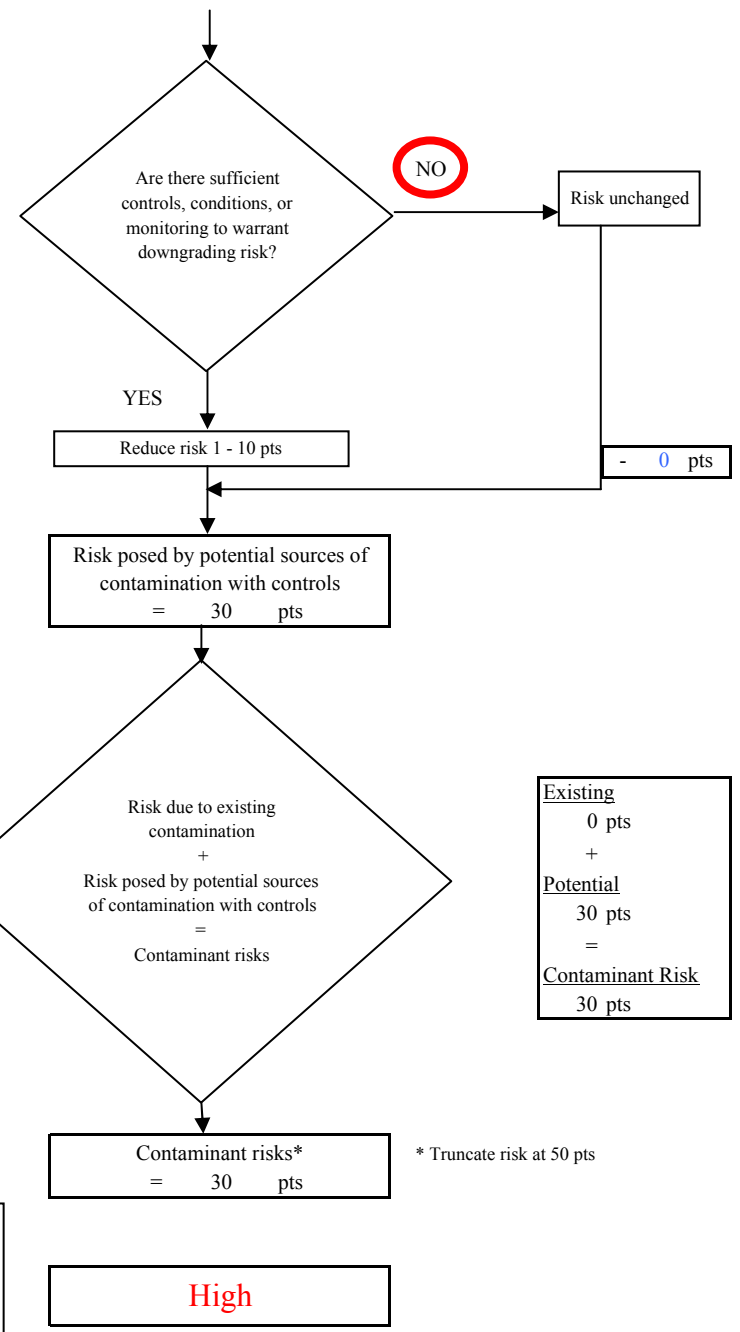 Are there sufficient
controls, conditions, or
monitoring to warrant
downgrading risk?
NO
Risk unchanged
YES
Reduce risk 1 - 10 pts
- 0 pts
Risk posed by potential sources of
contamination with controls
= 30 pts
Risk due to existing
contamination
+
Risk posed by potential sources
of contamination with controls
=
Contaminant risks
Existing
0 pts
+
Potential
30 pts
=
Contaminant Risk
30 pts
Contaminant risks*
= 30 pts
* Truncate risk at 50 pts
High